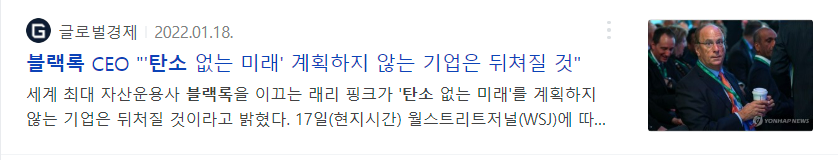 글로벌경제 2022.01.18.
블랙록 CEO "'탄소 없는 미래' 계획하지 않는 기업은 뒤쳐질 것"
세계 최대 자산운용사 블랙록을 이끄는 래리 핑크가 '탄소 없는 미래'를 계획하지
않는 기업은 뒤처질 것이라고 밝혔다. 17일(현지시간) 월스트리트저널(WSJ)에 따...
YONHAP NEWS